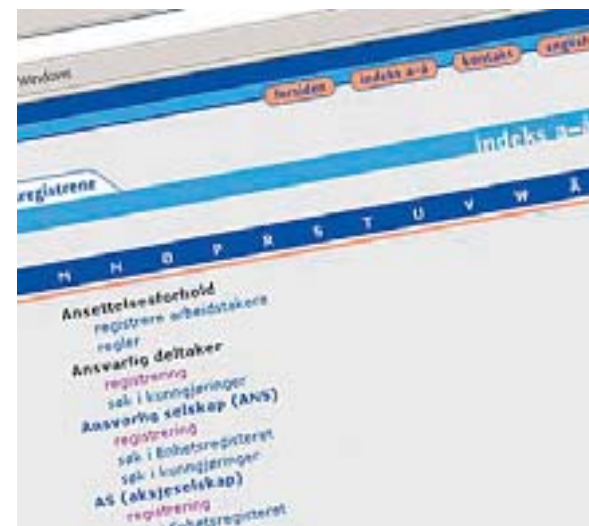 Windows
forsiden indeks a-å kontakt english
indeks a-å
registrene
M N O P R S T U V W Å
Ansettelsesforhold
registrere arbeidstakere
regler
Ansvarlig deltaker
registrering
søk i kunngjøringer
Ansvarlig selskap (ANS)
registrering
søk i Enhetsregisteret
søk i kunngjøringer
AS (aksjeselskap)
registrering
Enhetsregisteret